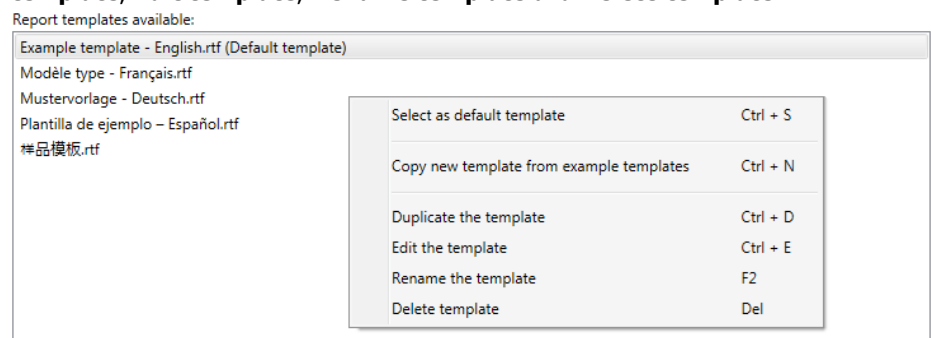 Report templates available:
Example template - English.rtf (Default template)
Modèle type - Français.rtf
Mustervorlage - Deutsch.rtf
Plantilla de ejemplo – Español.rtf
样品模板.rtf
Select as default template Ctrl + S
Copy new template from example templates Ctrl + N
Duplicate the template Ctrl + D
Edit the template Ctrl + E
Rename the template F2
Delete template Del